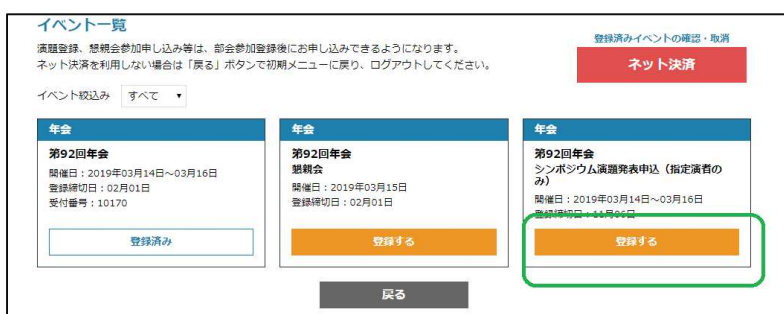 イベント一覧
演題登録、懇親会参加申し込み等は、部会参加登録後にお申し込みできるようになります。
ネット決済を利用しない場合は「戻る」ボタンで初期メニューに戻り、ログアウトしてください。
登録済みイベントの確認・取消
ネット決済
イベント絞込み すべて
年会
第92回年会
開催日:2019年03月14日～03月16日
登録締切日:02月01日
受付番号:10170
登録済み
年会
第92回年会
懇親会
開催日:2019年03月15日
登録締切日:02月01日
登録する
年会
第92回年会
シンポジウム演題発表申込(指定演者の
み)
開催日:2019年03月14日～03月16日
登録締切日:11月06日
登録する
戻る